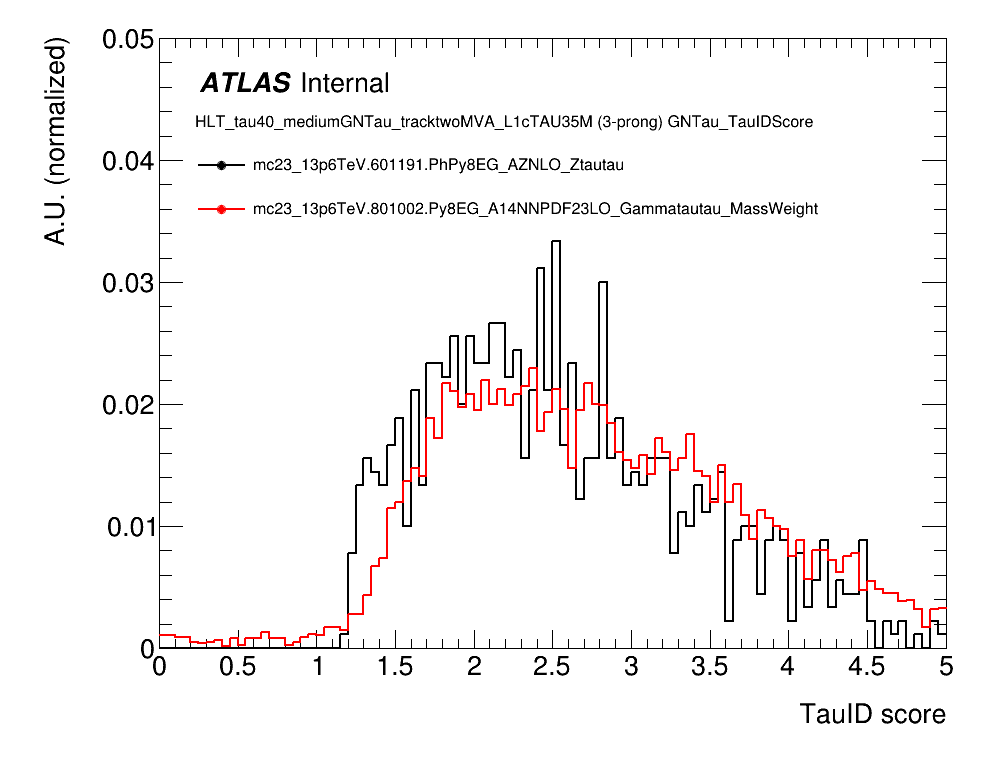 0.05
0.04
0.03
0.02
0.01
0
A.U. (normalized)
ATLAS Internal
HLT_tau40_mediumGNTau_tracktwoMVA_L1cTAU35M (3-prong) GNTau_TauIDScore
mc23_13p6TeV.601191.PhPy8EG_AZNLO_Ztautau
mc23_13p6TeV.801002.Py8EG_A14NNPDF23LO_Gammatautau_MassWeight
0 0.5 1 1.5 2 2.5 3 3.5 4 4.5 5
TauID score